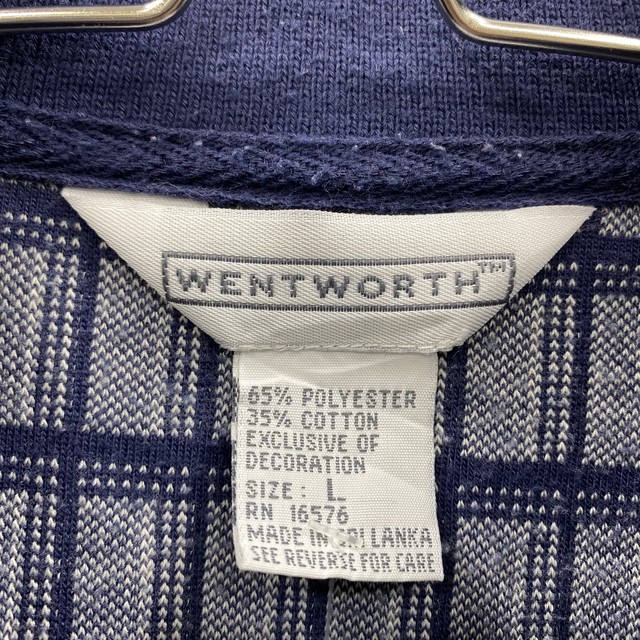 WENTWORTH™
65% POLYESTER
35% COTTON
EXCLUSIVE OF
DECORATION
SIZE: L
RN 16576
MADE IN SRI LANKA
SEE REVERSE FOR CARE